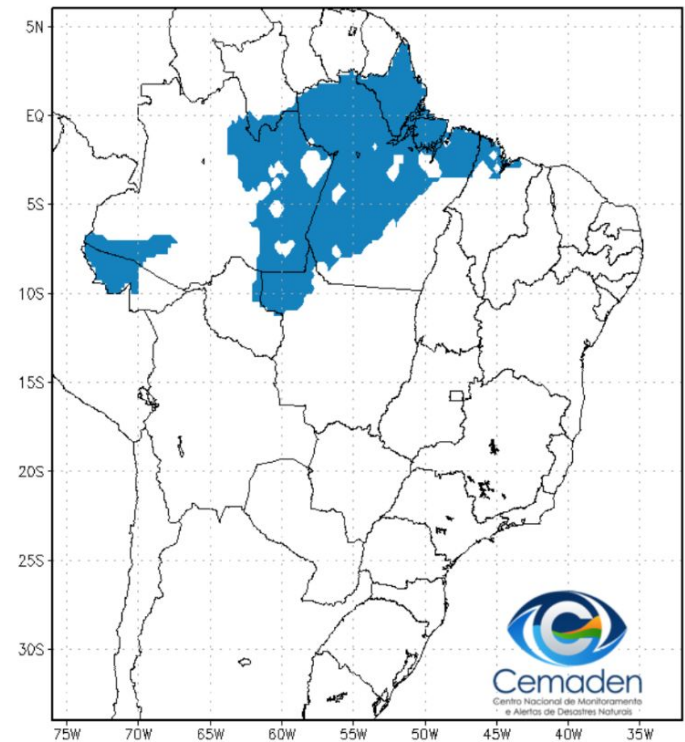 5N
EQ
5S
10S
15S
20S
25S
30S
Cemaden
Centro Nacional de Monitoramento
e Alertas de Desastres Naturais
75W 70W 65W 60W 55W 50W 45W 40W 35W